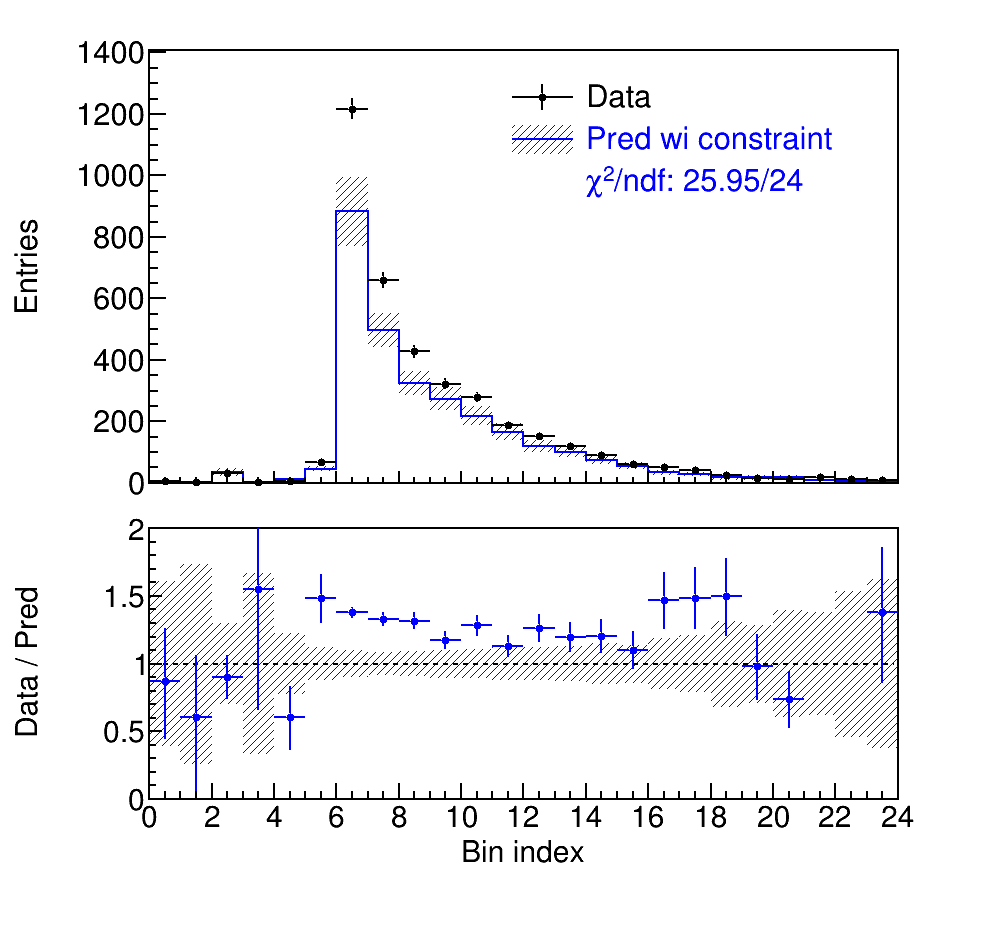 Entries
1400
1200
1000
800
600
400
200
0
Data
Pred wi constraint
χ²/ndf: 25.95/24
Data / Pred
2
1.5
1
0.5
0
0 2 4 6 8 10 12 14 16 18 20 22 24
Bin index